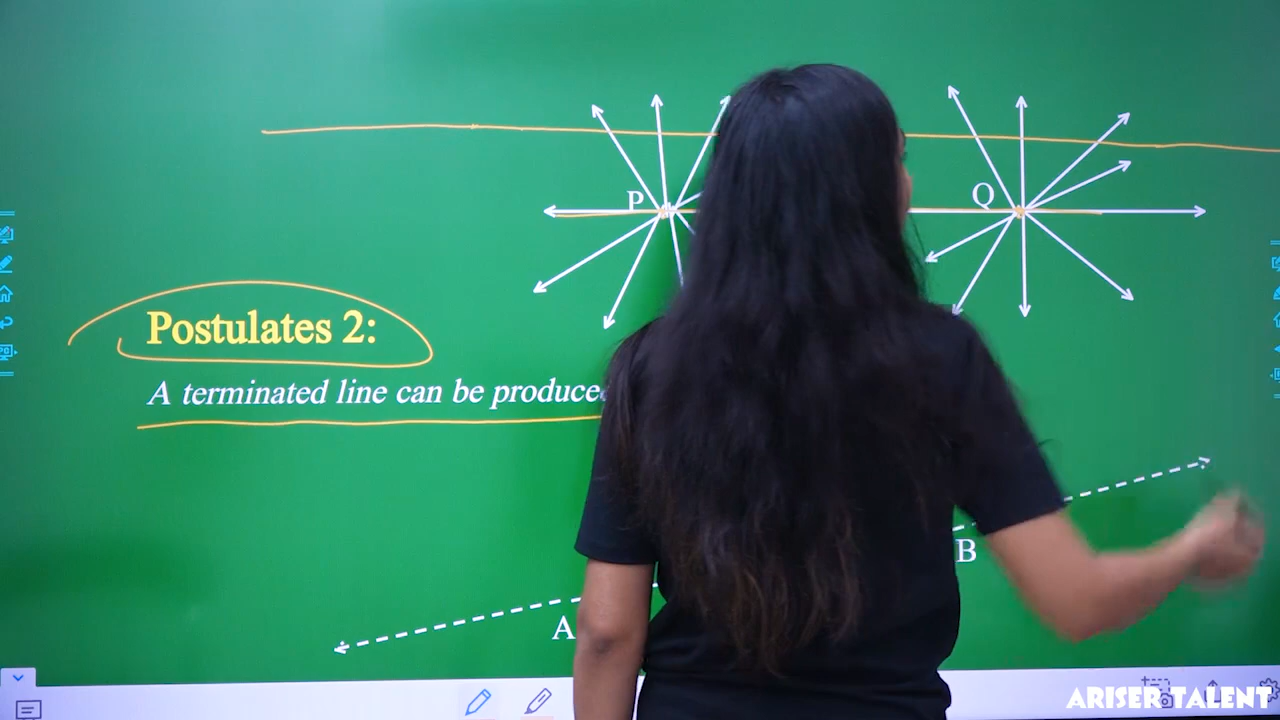 P Q
Postulates 2:
A terminated line can be produce
B
A
ARISER TALENT